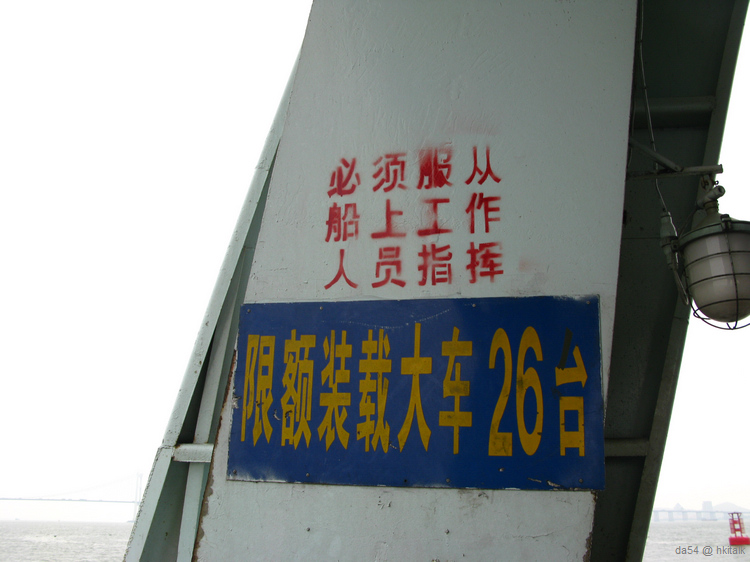 必须服从
船上工作
人员指挥
限额装载大车26台
da54 @ hkitalk